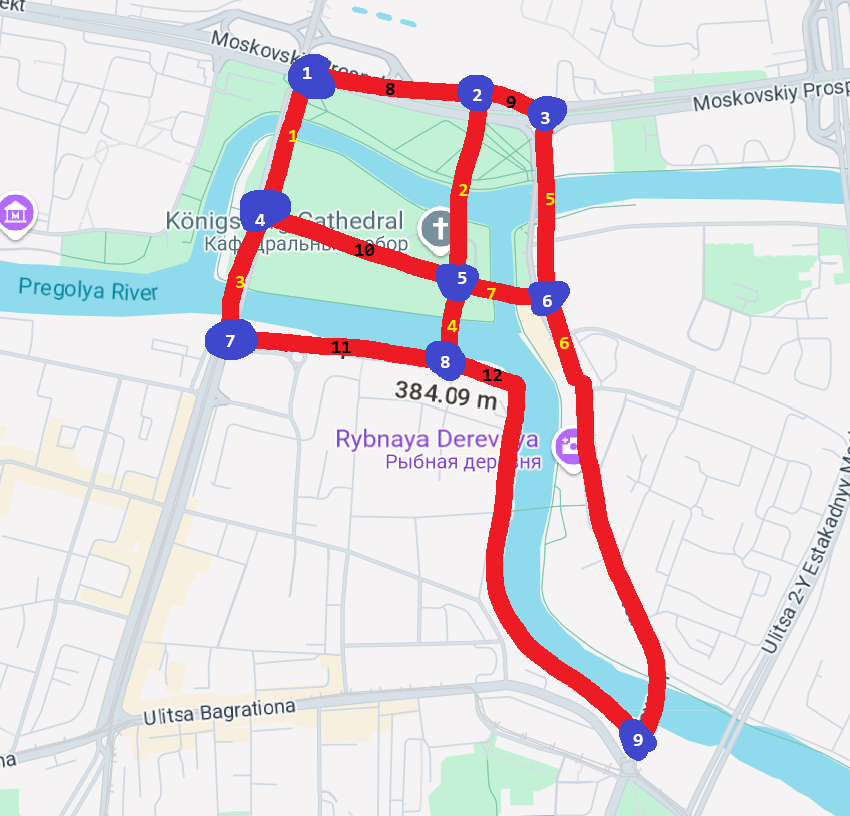 ekt
Moskovskiy Prospekt
1
8
2
9
3
Moskovskiy Prosp
1
2
5
4
Königsberg Cathedral
Кафедральный собор
10
5
7
6
Pregolya River
3
4
6
7
11
8
12
384.09 m
Rybnaya Derevnya
Рыбная деревня
Ulitsa 2-Y Estakadnyy
Ulitsa Bagrationa
9
na